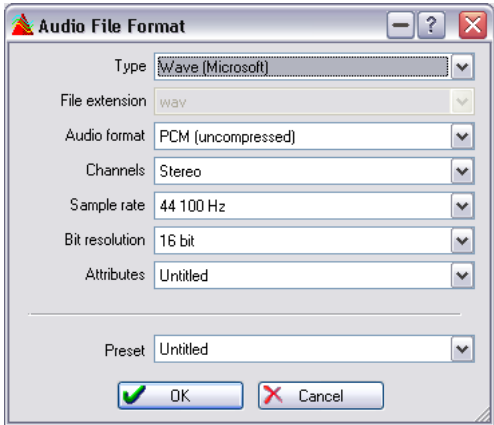 Audio File Format
Type Wave (Microsoft)
File extension wav
Audio format PCM (uncompressed)
Channels Stereo
Sample rate 44 100 Hz
Bit resolution 16 bit
Attributes Untitled
Preset Untitled
OK Cancel